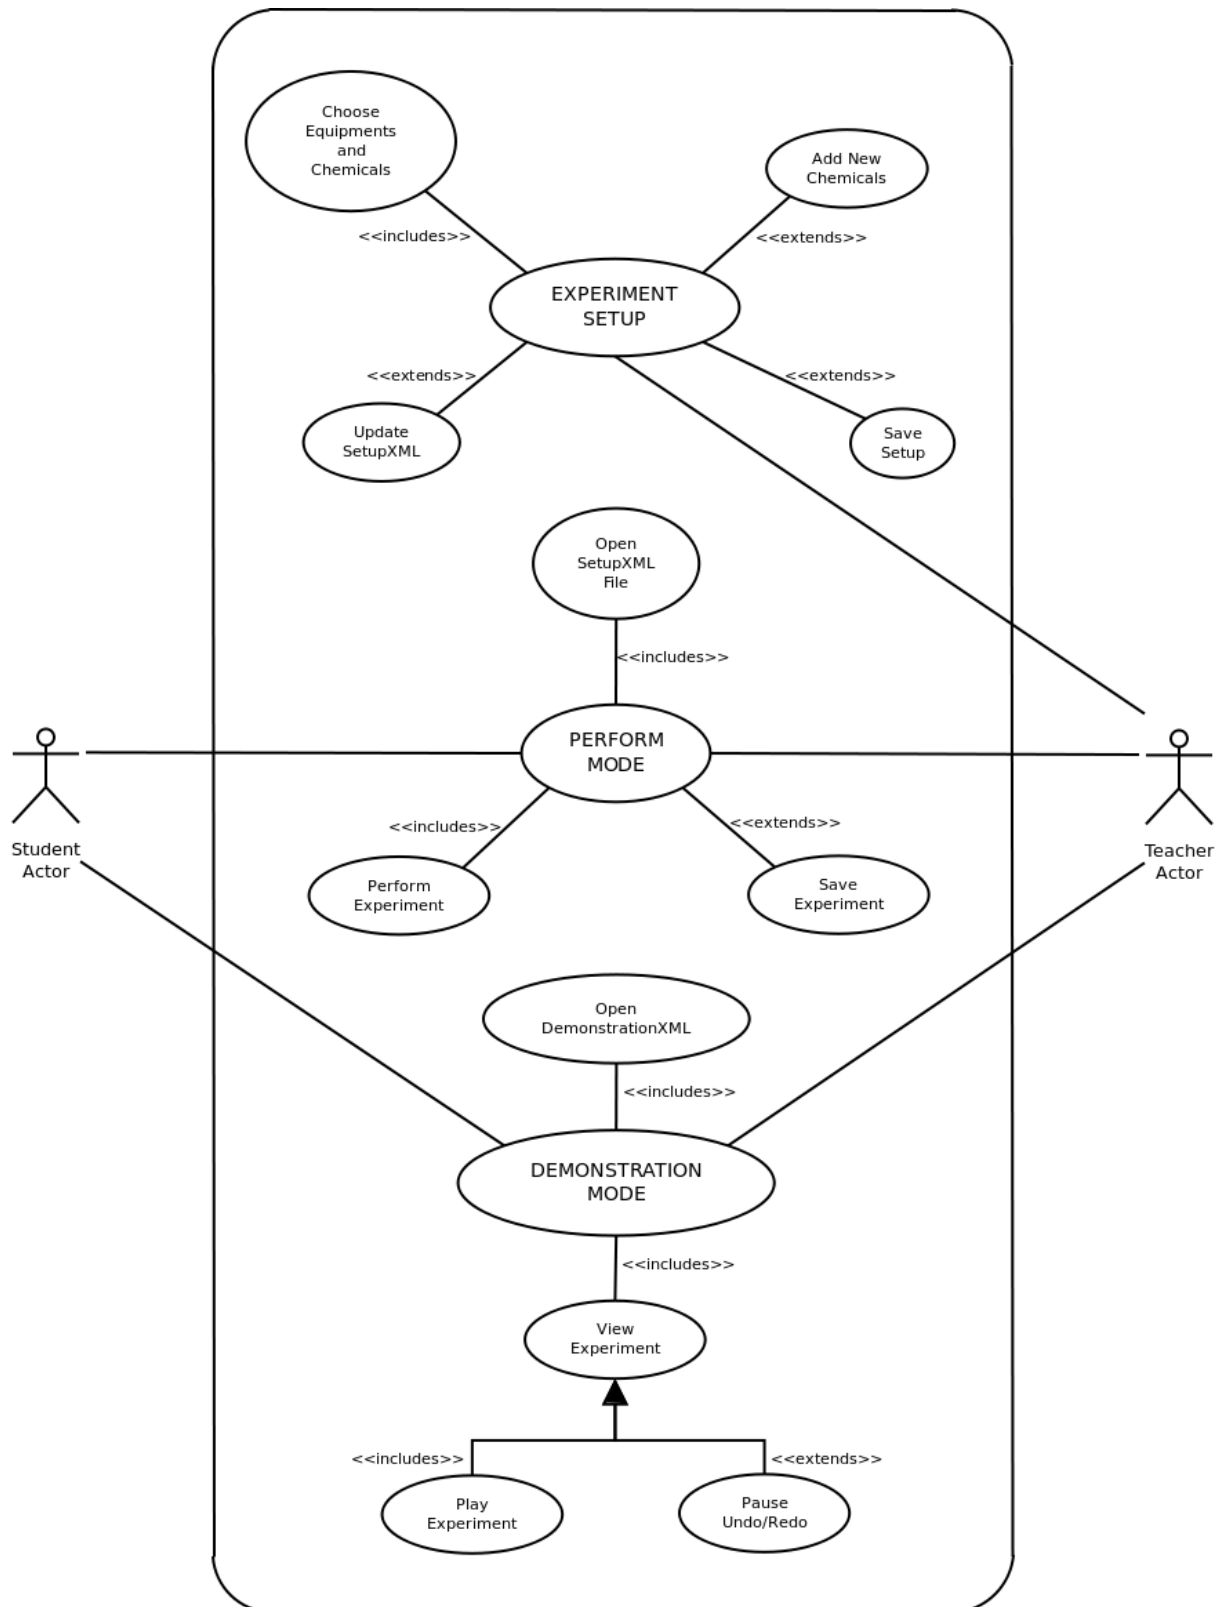 Choose
Equipments
and
Chemicals
Add New
Chemicals
<<includes>>
<<extends>>
EXPERIMENT
SETUP
<<extends>>
<<extends>>
Update
SetupXML
Save
Setup
Open
SetupXML
File
<<includes>>
PERFORM
MODE
<<includes>>
<<extends>>
Student
Actor
Teacher
Actor
Perform
Experiment
Save
Experiment
Open
DemonstrationXML
<<includes>>
DEMONSTRATION
MODE
<<includes>>
View
Experiment
<<includes>>
<<extends>>
Play
Experiment
Pause
Undo/Redo